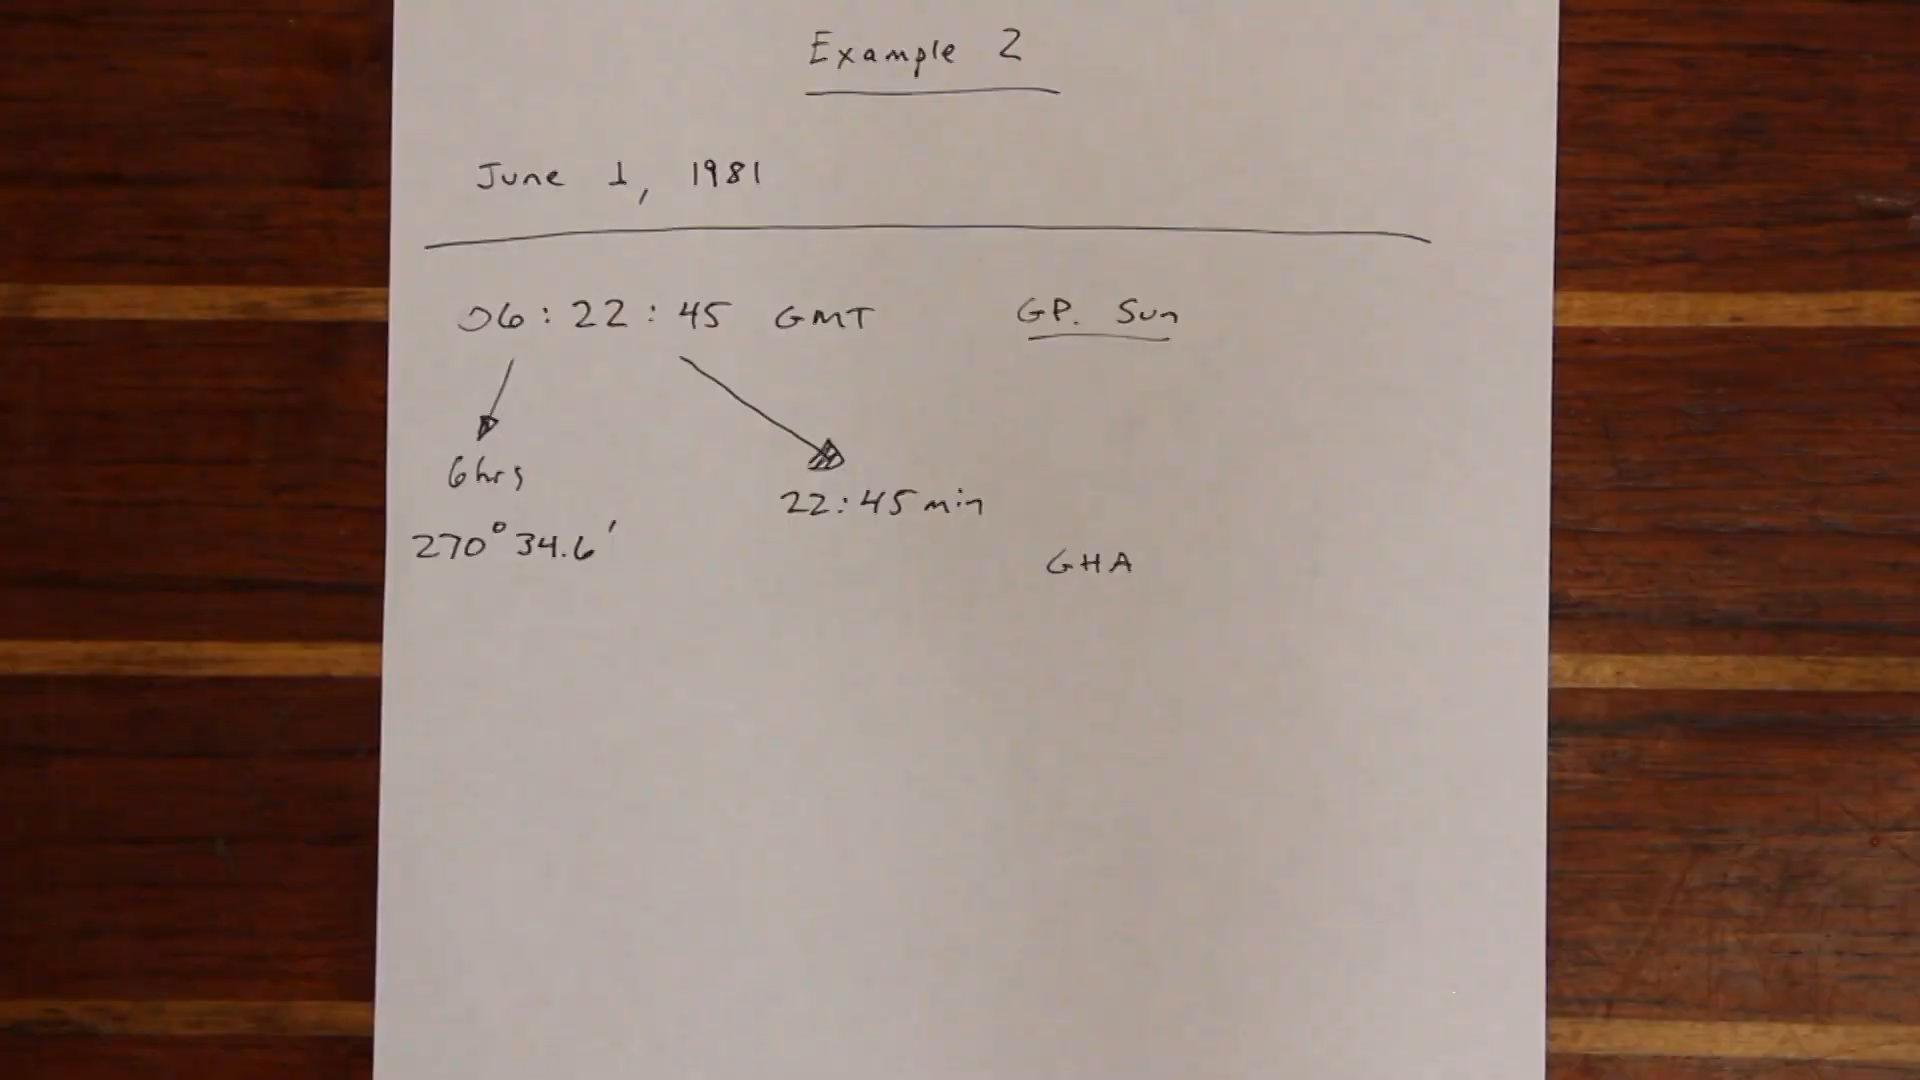 Example 2
June 1, 1981
06:22:45 GMT
GP. Sun
6hrs
22:45 min
270°34.6'
GHA